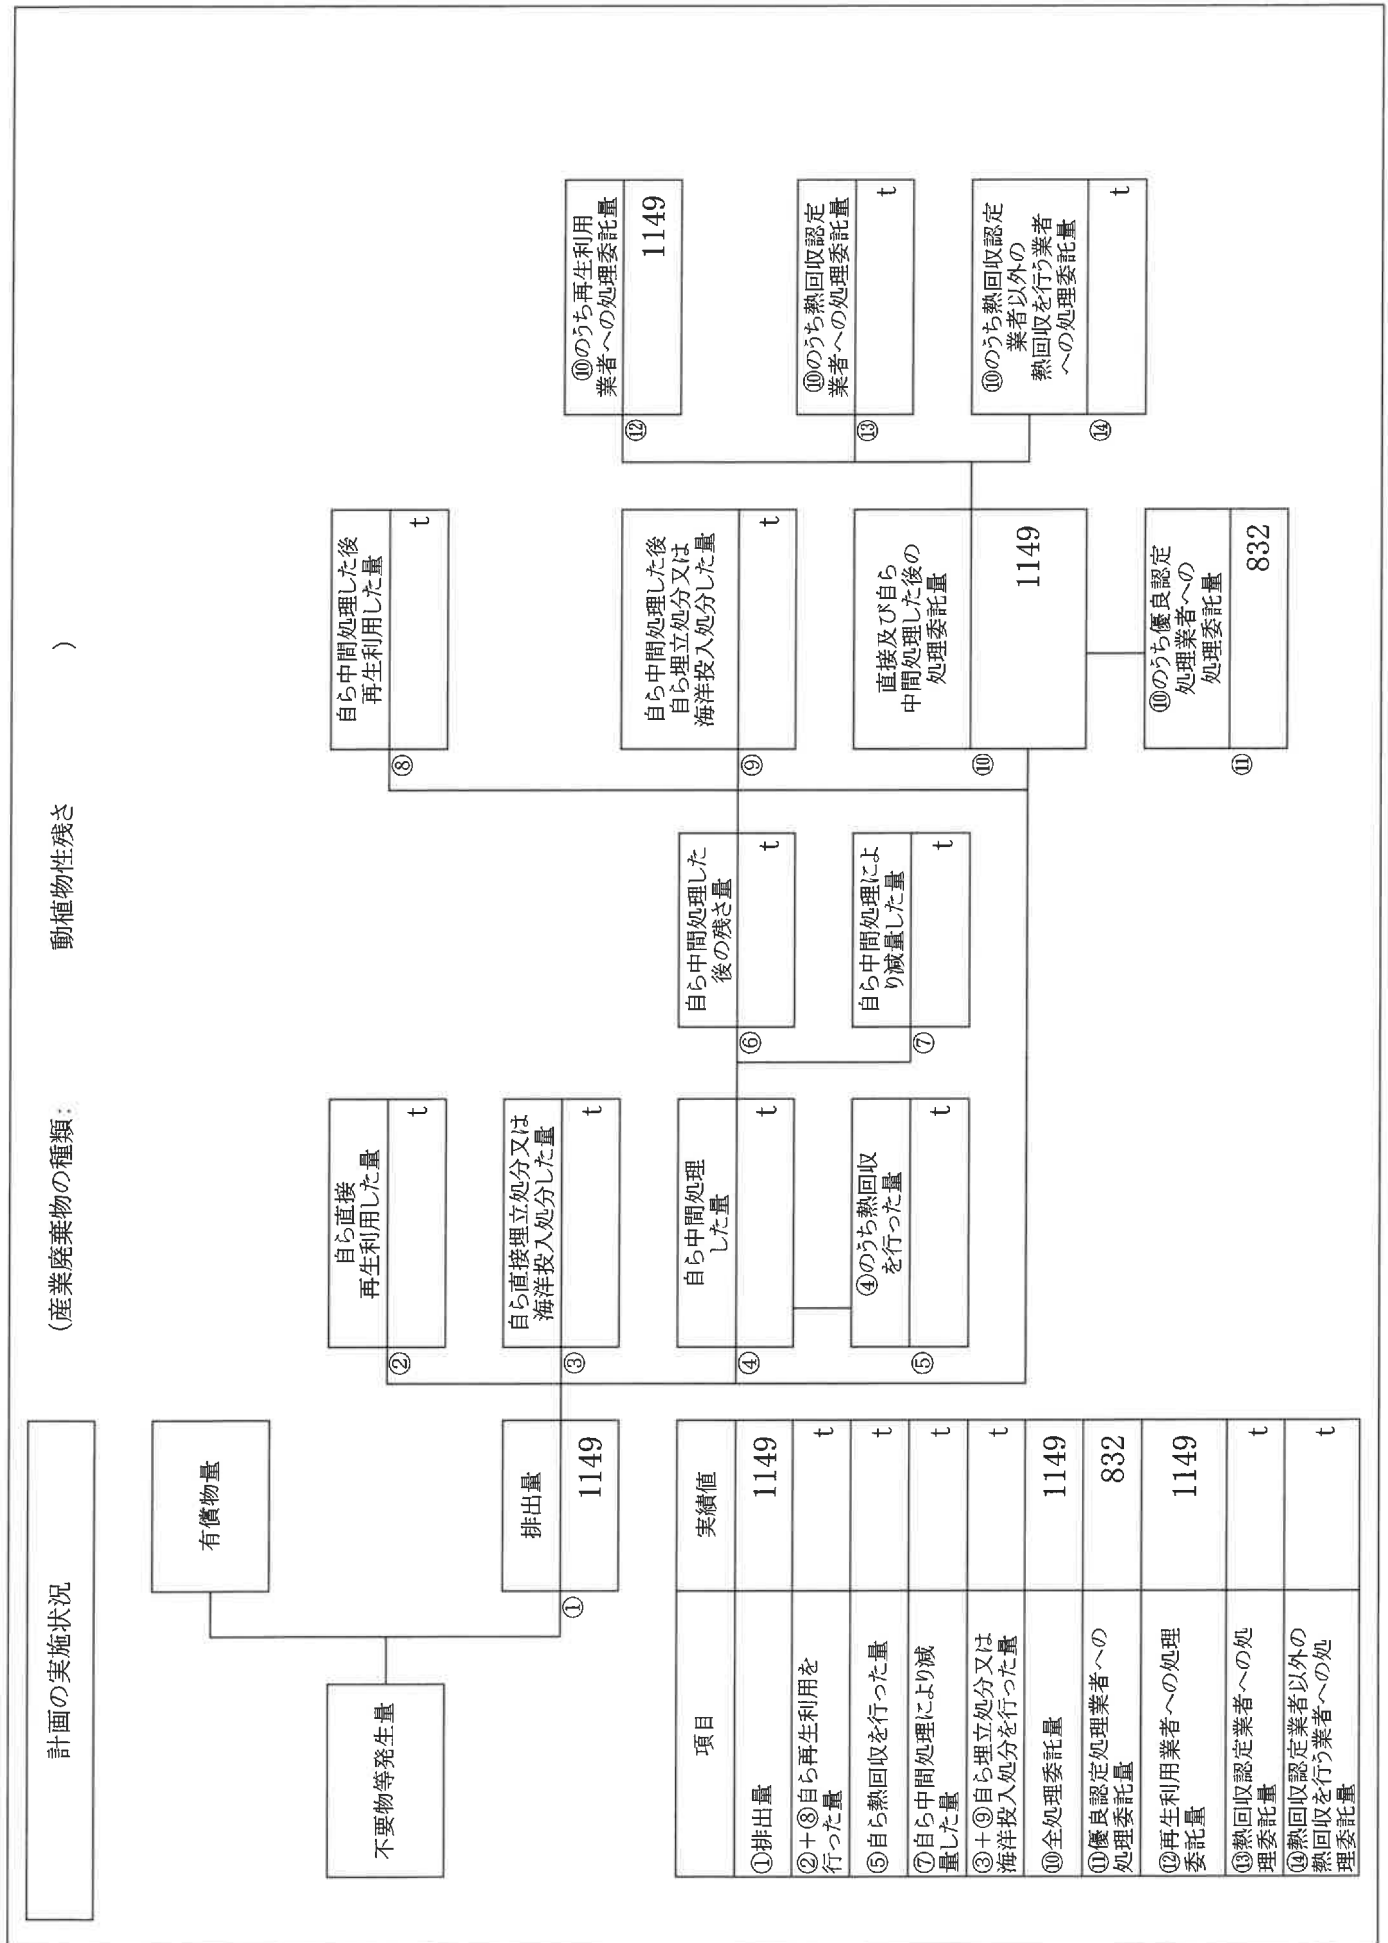 計画の実施状況
(産業廃棄物の種類: 動植物性残さ )
不要物等発生量
有償物量
①
排出量
1149
②
自ら直接
再生利用した量
t
③
自ら直接埋立処分又は
海洋投入処分した量
t
④
自ら中間処理
した量
t
⑤
④のうち熱回収
を行った量
t
⑥
自ら中間処理した
後の残さ量
t
⑦
自ら中間処理によ
り減量した量
t
⑧
自ら中間処理した後
再生利用した量
t
⑨
自ら中間処理した後
自ら埋立処分又は
海洋投入処分した量
t
⑩
直接及び自ら
中間処理した後の
処理委託量
1149
⑪
⑩のうち優良認定
処理業者への
処理委託量
832
⑫
⑩のうち再生利用
業者への処理委託量
1149
⑬
⑩のうち熱回収認定
業者への処理委託量
t
⑭
⑩のうち熱回収認定
業者以外の
熱回収を行う業者
への処理委託量
t
項目 実績値
①排出量 1149
②+⑧自ら再生利用を
行った量 t
⑤自ら熱回収を行った量 t
⑦自ら中間処理により減
量した量 t
③+⑨自ら埋立処分又は
海洋投入処分を行った量 t
⑩全処理委託量 1149
⑪優良認定処理業者への
処理委託量 832
⑫再生利用業者への処理
委託量 1149
⑬熱回収認定業者への処
理委託量 t
⑭熱回収認定業者以外の
熱回収を行う業者への処
理委託量 t